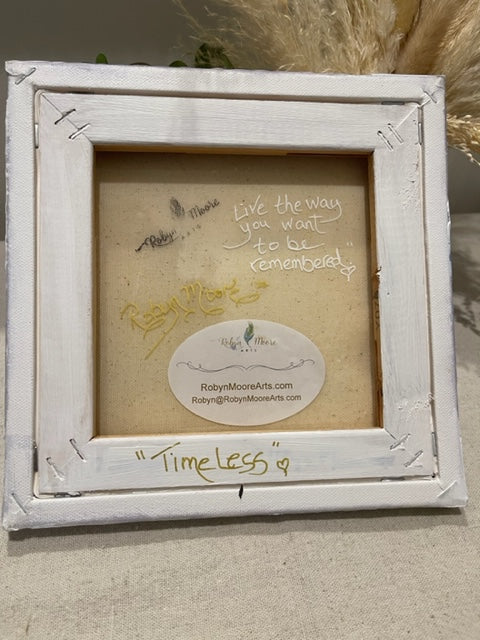 Robyn Moore
ARTS
Live the way
you want
to be
remembered"
Robyn Moore
Robyn Moore
ARTS
RobynMooreArts.com
Robyn@RobynMooreArts.com
"Timeless"